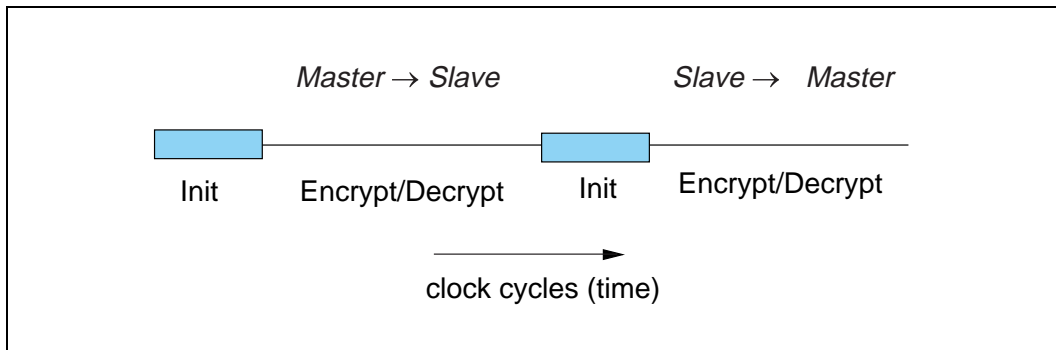 Master → Slave
Slave → Master
Init
Encrypt/Decrypt
Init
Encrypt/Decrypt
clock cycles (time)